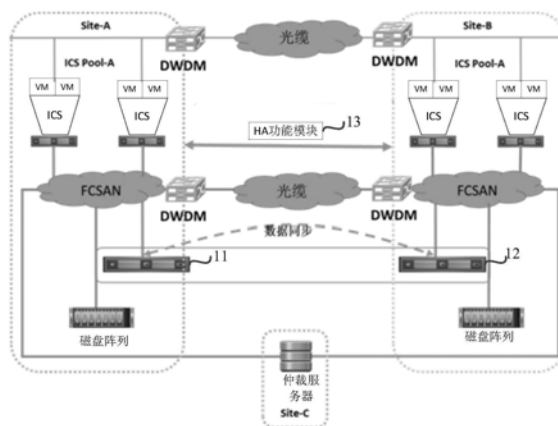 Site-A
Site-B
光缆
DWDM
DWDM
ICS Pool-A
ICS Pool-A
VM VM
VM VM
VM VM
VM VM
ICS
ICS
ICS
ICS
HA功能模块
13
FCSAN
光缆
FCSAN
DWDM
DWDM
数据同步
11
12
磁盘阵列
磁盘阵列
仲裁服
务器
Site-C